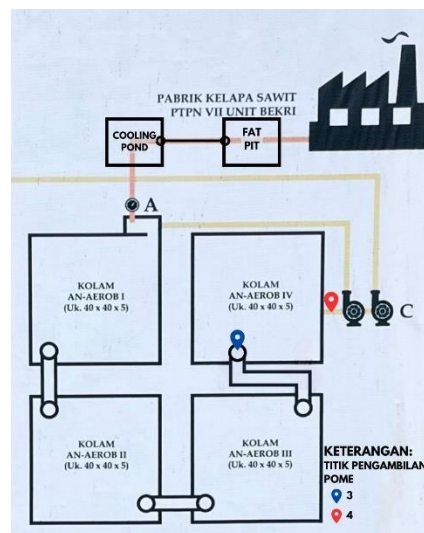 PABRIK KELAPA SAWIT
PTPN VII UNIT BEKRI
COOLING
POND
FAT
PIT
A
KOLAM
AN-AEROB I
(Uk. 40 x 40 x 5)
KOLAM
AN-AEROB IV
(Uk. 40 x 40 x 5)
C
KOLAM
AN-AEROB II
(Uk. 40 x 40 x 5)
KOLAM
AN-AEROB III
(Uk. 40 x 40 x 5)
KETERANGAN:
TITIK PENGAMBILAN
POME
3
4